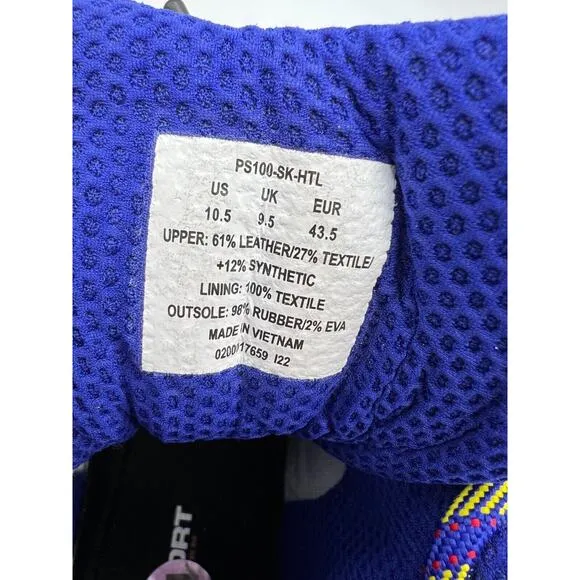 PS100-SK-HTL
US UK EUR
10.5 9.5 43.5
UPPER: 61% LEATHER/27% TEXTILE/
+12% SYNTHETIC
LINING: 100% TEXTILE
OUTSOLE: 98% RUBBER/2% EVA
MADE IN VIETNAM
I22
ORT